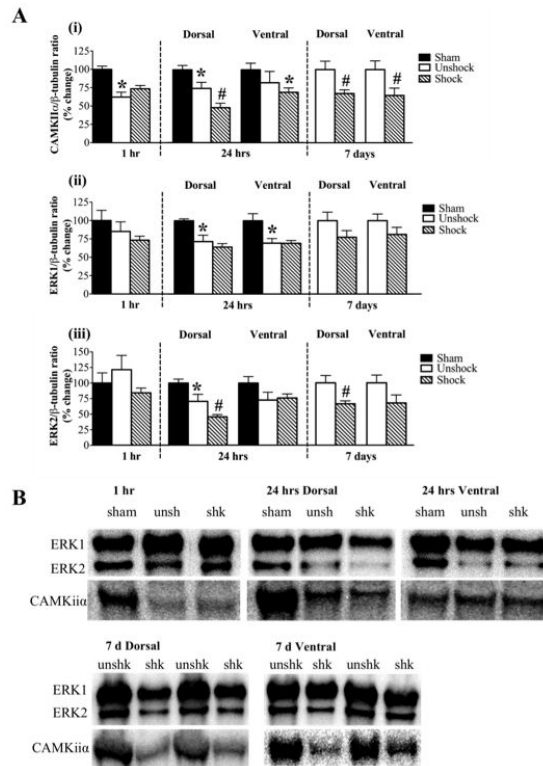 A
(i)
Dorsal Ventral Dorsal Ventral
Sham
Unshock
Shock
CAMKIIα/β-tubulin ratio
(% change)
125
100
75
50
25
0
* * # * # #
1 hr 24 hrs 7 days
(ii)
Dorsal Ventral Dorsal Ventral
Sham
Unshock
Shock
ERK1/β-tubulin ratio
(% change)
150
125
100
75
50
25
0
* *
1 hr 24 hrs 7 days
(iii)
Dorsal Ventral Dorsal Ventral
Sham
Unshock
Shock
ERK2/β-tubulin ratio
(% change)
175
150
125
100
75
50
25
0
* # #
1 hr 24 hrs 7 days
B
1 hr 24 hrs Dorsal 24 hrs Ventral
sham unsh shk sham unsh shk sham unsh shk
ERK1
ERK2
CAMKiiα
7 d Dorsal 7 d Ventral
unshk shk unshk shk unshk shk unshk shk
ERK1
ERK2
CAMKiiα